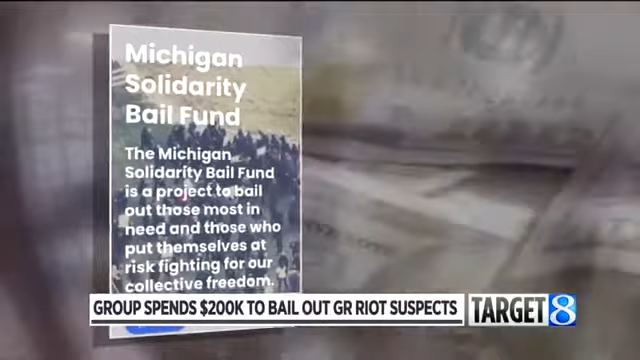 Michigan
Solidarity
Bail Fund
The Michigan
Solidarity Bail Fund
is a project to bail
out those most in
need and those who
put themselves at
risk fighting for our
collective freedom.
GROUP SPENDS $200K TO BAIL OUT GR RIOT SUSPECTS
TARGET 8